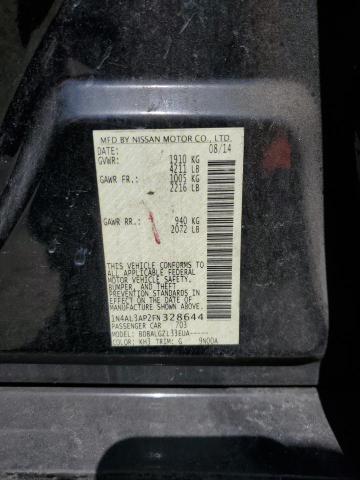 MFD BY NISSAN MOTOR CO., LTD.
DATE: 08/14
GVWR: 1910 KG
4211 LB
GAWR FR.: 1005 KG
2216 LB
GAWR RR.: 940 KG
2072 LB
THIS VEHICLE CONFORMS TO
ALL APPLICABLE FEDERAL
MOTOR VEHICLE SAFETY,
BUMPER, AND THEFT
PREVENTION STANDARDS IN
EFFECT ON THE DATE OF
MANUFACTURE SHOWN ABOVE.
1N4AL3AP2FN328644
PASSENGER CAR 703
MODEL: BDBALGZL33EUA-----
COLOR: KH3 TRIM: G 9N00A